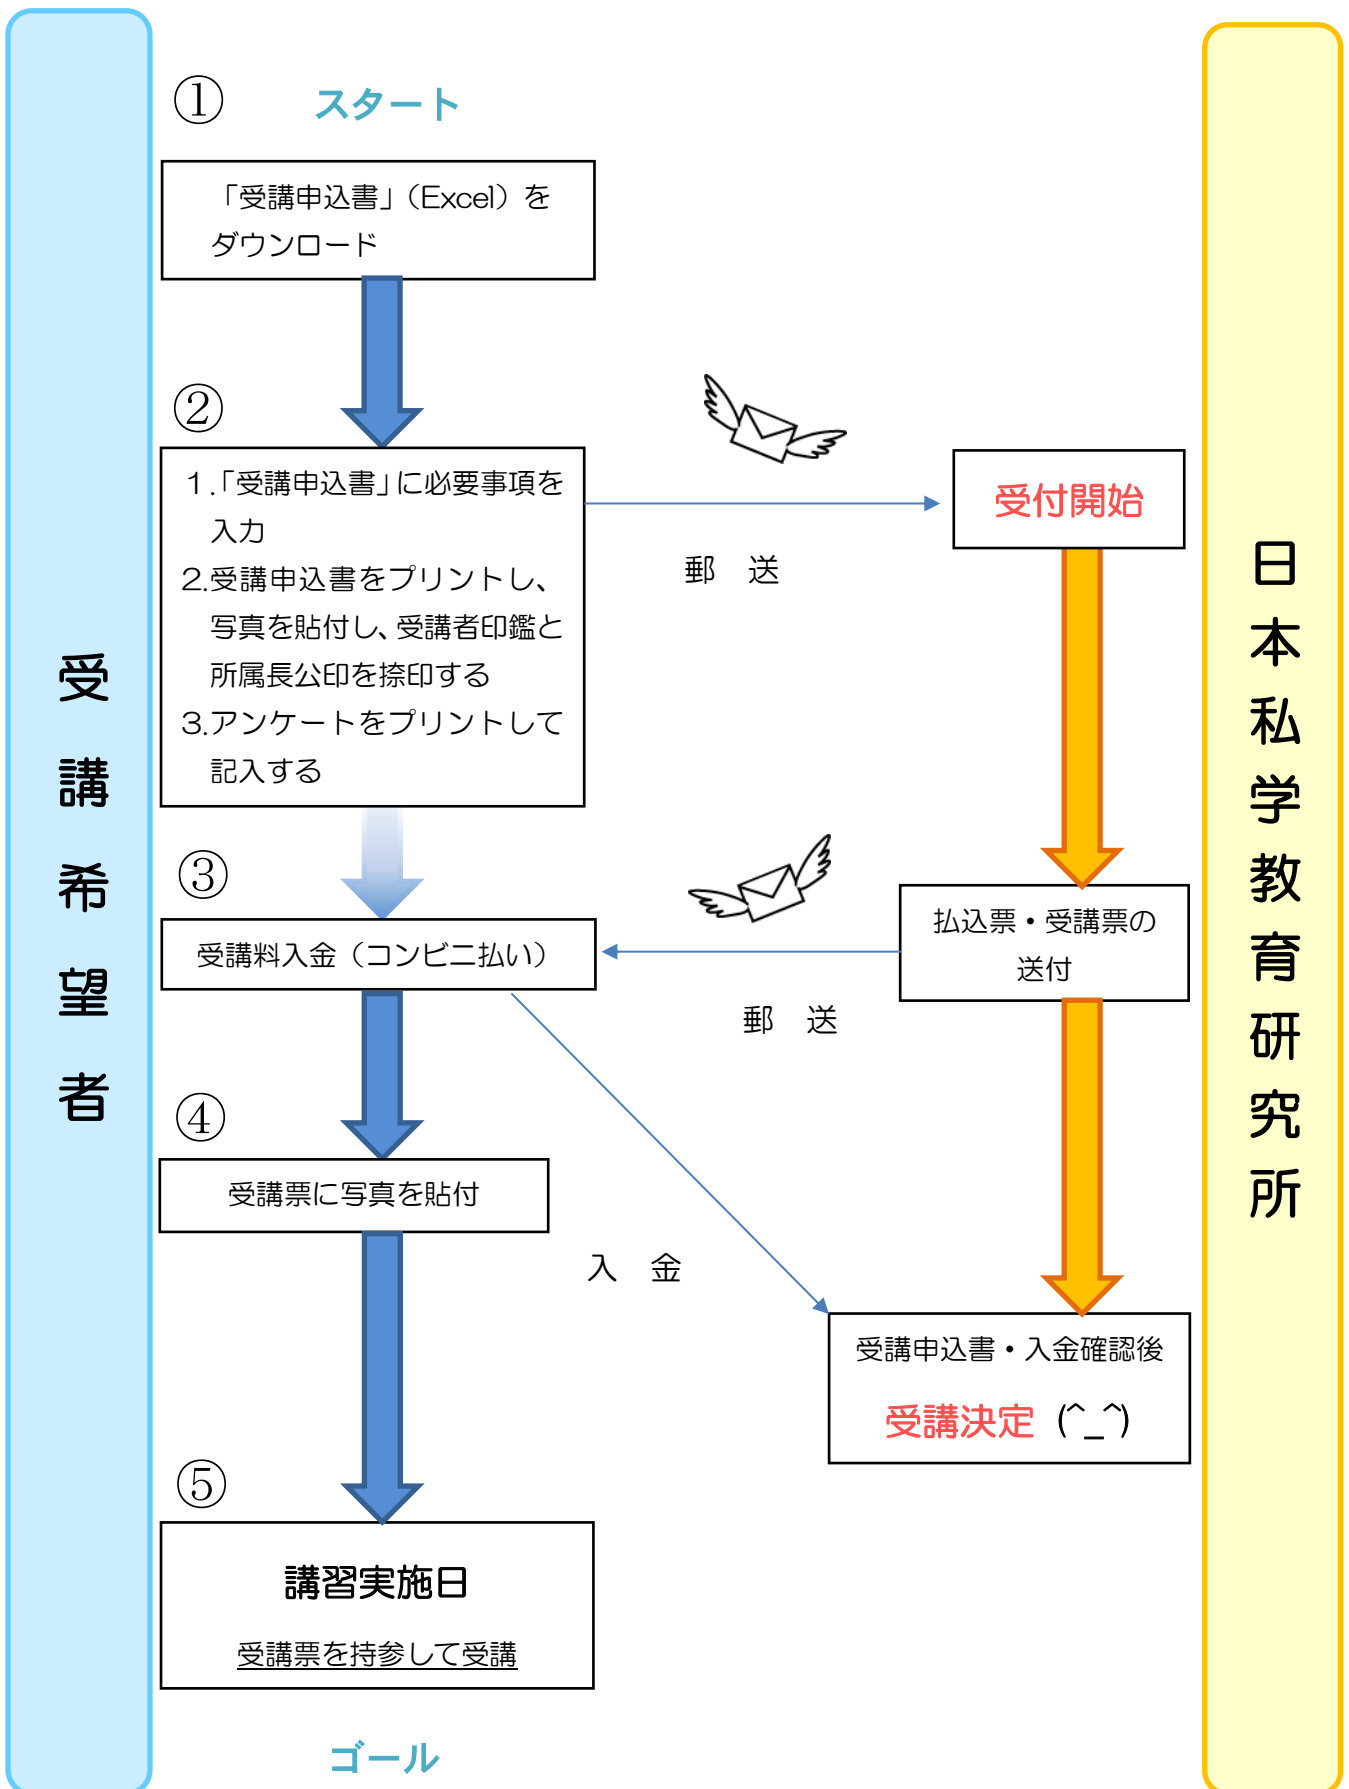 受講希望者
①
スタート
「受講申込書」（Excel）を
ダウンロード
②
１.「受講申込書」に必要事項を
入力
2.受講申込書をプリントし、
写真を貼付し、受講者印鑑と
所属長公印を捺印する
3.アンケートをプリントして
記入する
郵　送
受付開始
③
受講料入金（コンビニ払い）
払込票・受講票の
送付
郵　送
④
受講票に写真を貼付
入　金
受講申込書・入金確認後
受講決定 (^_^)
⑤
講習実施日
受講票を持参して受講
ゴール
日本私学教育研究所